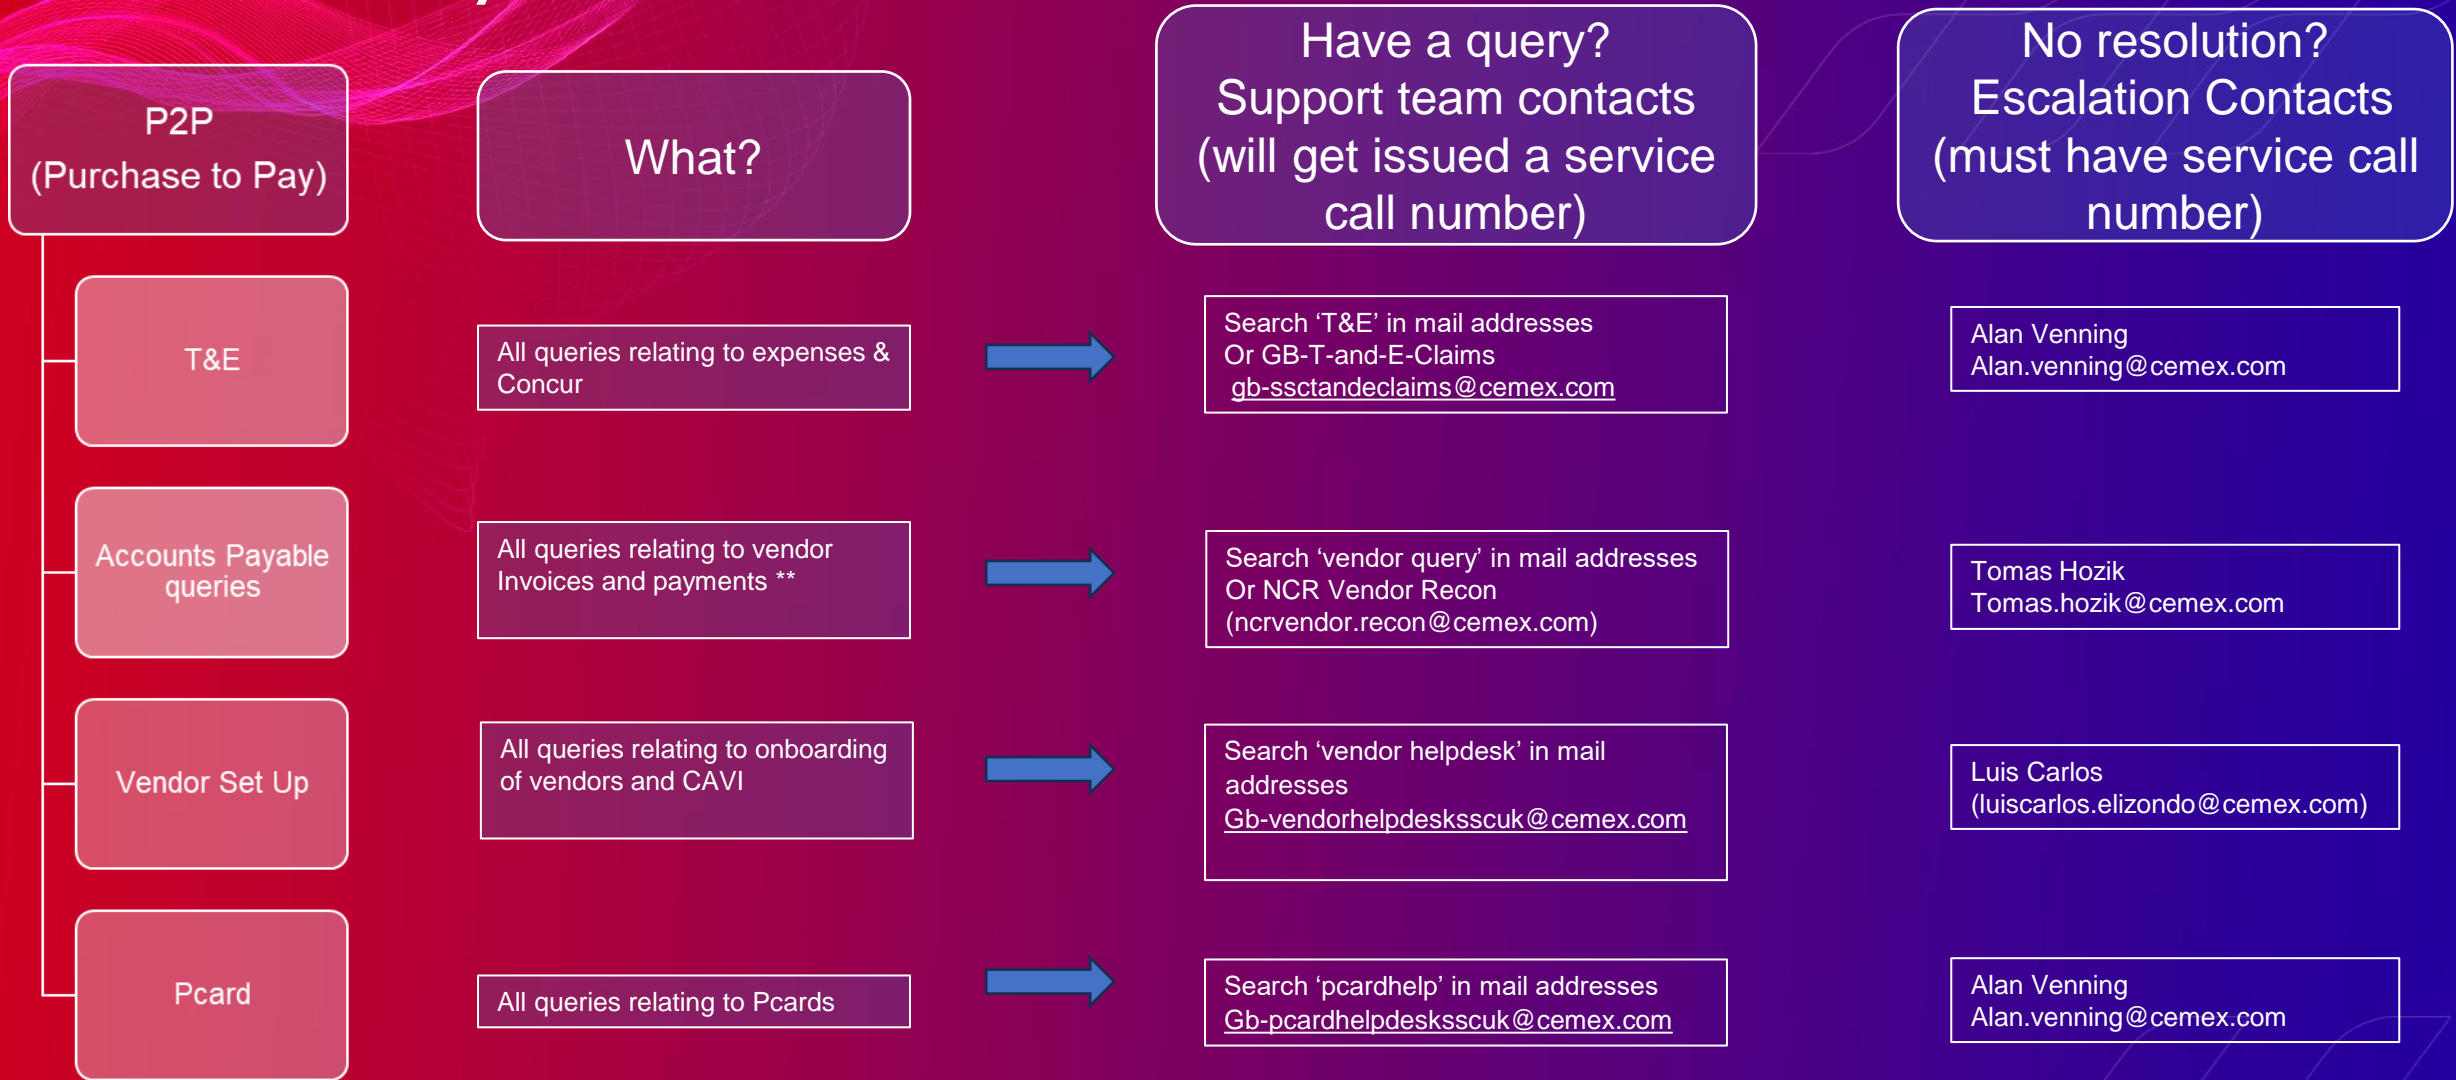 P2P
(Purchase to Pay)
What?
Have a query?
Support team contacts
(will get issued a service
call number)
No resolution?
Escalation Contacts
(must have service call
number)
T&E
All queries relating to expenses &
Concur
Search ‘T&E’ in mail addresses
Or GB-T-and-E-Claims
gb-ssctandeclaims@cemex.com
Alan Venning
Alan.venning@cemex.com
Accounts Payable
queries
All queries relating to vendor
Invoices and payments **
Search ‘vendor query’ in mail addresses
Or NCR Vendor Recon
(ncrvendor.recon@cemex.com)
Tomas Hozik
Tomas.hozik@cemex.com
Vendor Set Up
All queries relating to onboarding
of vendors and CAVI
Search ‘vendor helpdesk’ in mail
addresses
Gb-vendorhelpdesksscuk@cemex.com
Luis Carlos
(luiscarlos.elizondo@cemex.com)
Pcard
All queries relating to Pcards
Search ‘pcardhelp’ in mail addresses
Gb-pcardhelpdesksscuk@cemex.com
Alan Venning
Alan.venning@cemex.com